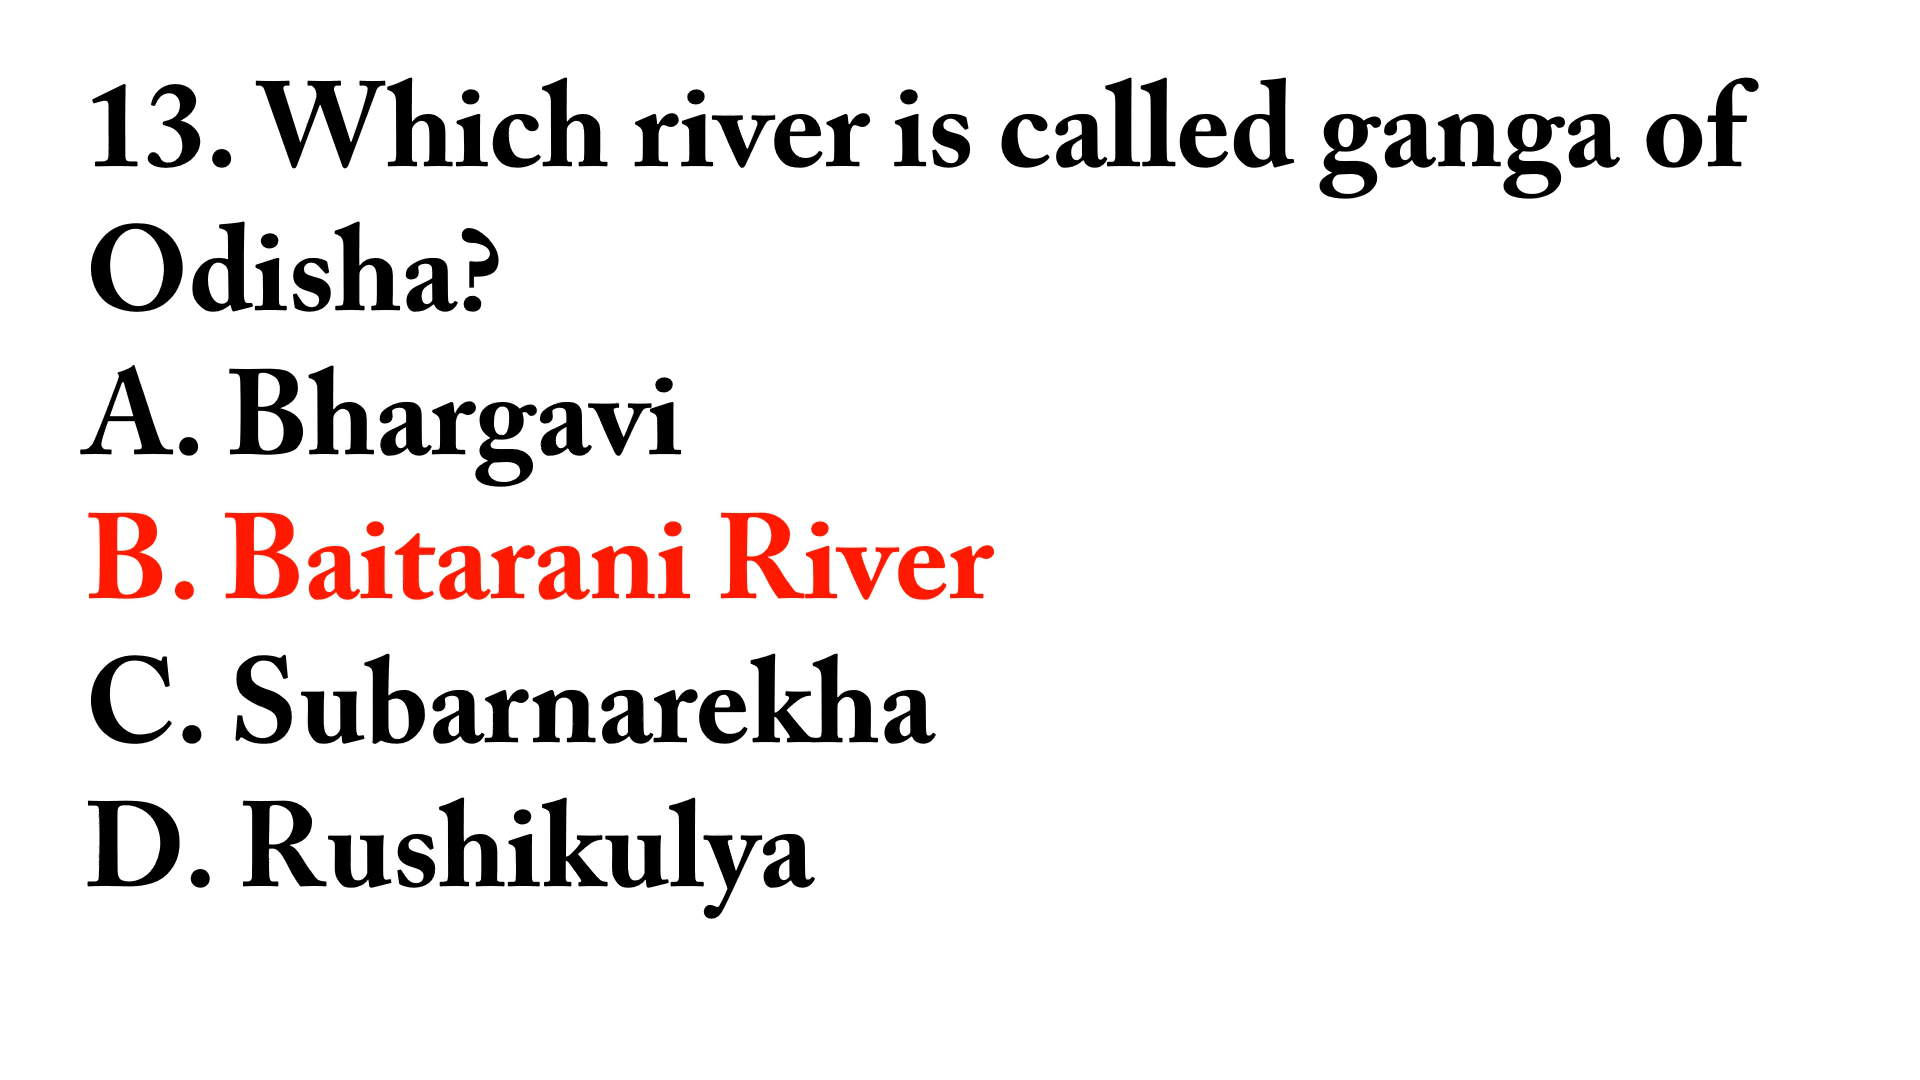 13. Which river is called ganga of
Odisha?
A. Bhargavi
B. Baitarani River
C. Subarnarekha
D. Rushikulya